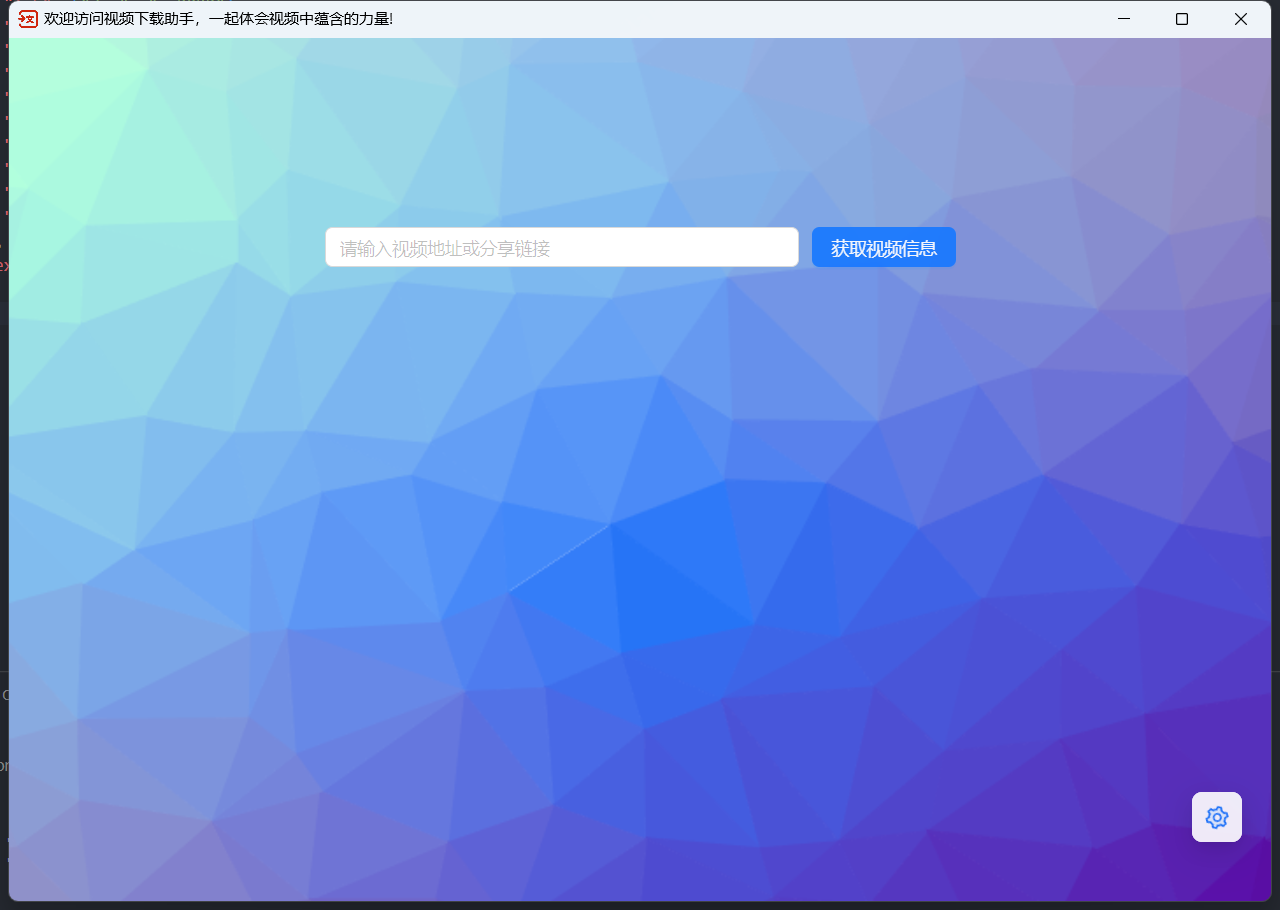 欢迎访问视频下载助手，一起体会视频中蕴含的力量!
请输入视频地址或分享链接
获取视频信息